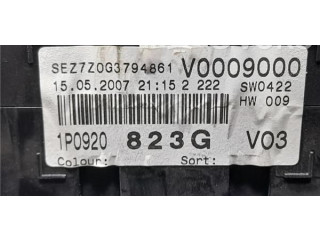 SEZ7Z0G3794861 V0009000
15.05.2007 21:15 2 222 SW0422
HW 009
1P0920 823G V03
Colour: Sort: